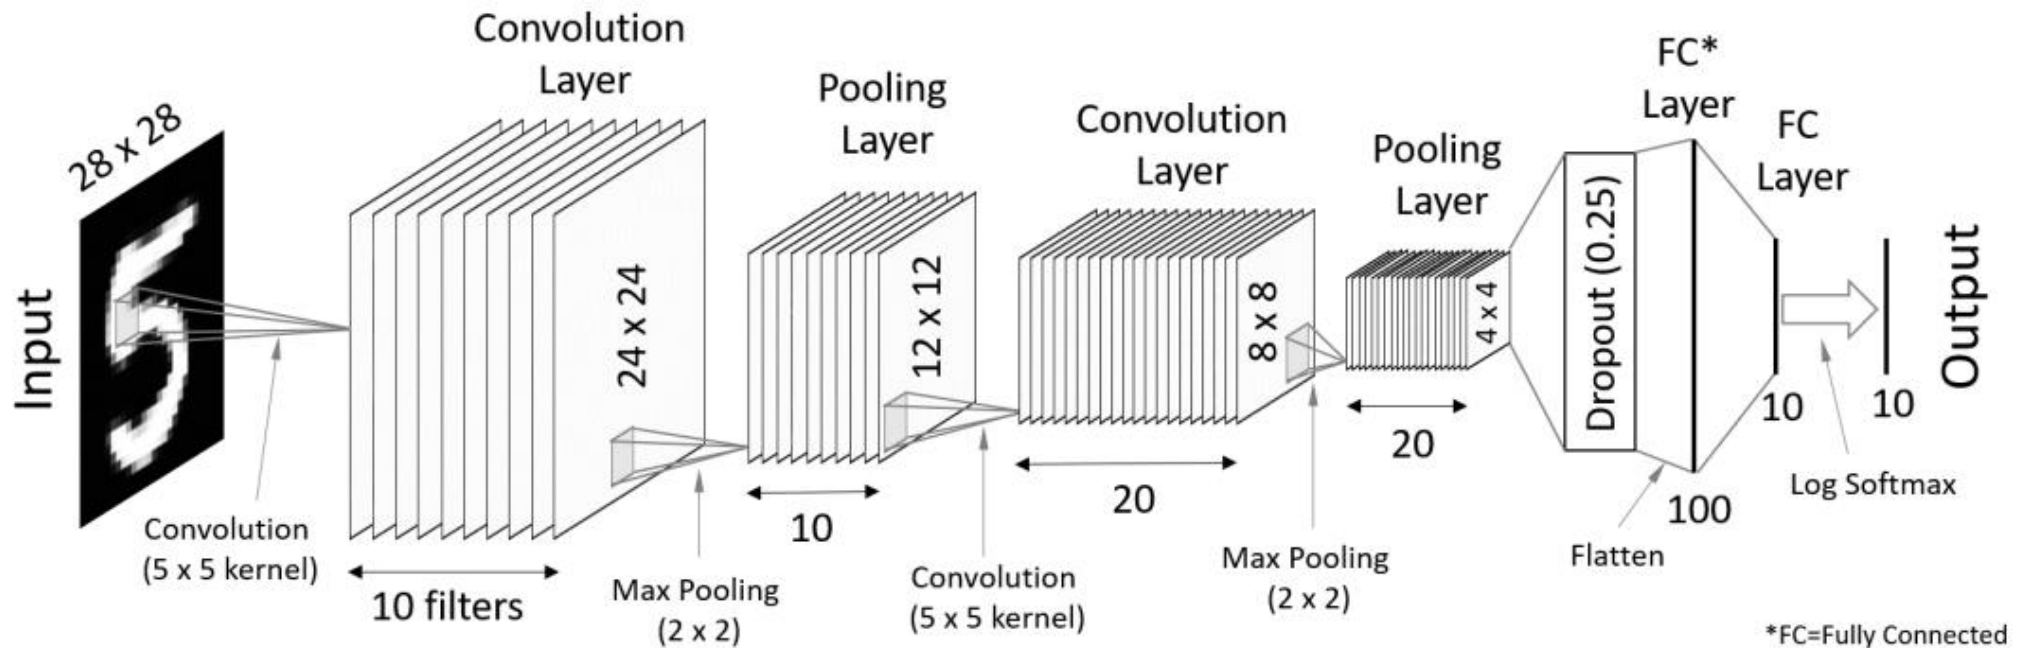 Input
28 x 28
Convolution
(5 x 5 kernel)
Convolution
Layer
24 x 24
10 filters
Max Pooling
(2 x 2)
Pooling
Layer
12 x 12
10
Convolution
(5 x 5 kernel)
Convolution
Layer
8 x 8
20
Max Pooling
(2 x 2)
Pooling
Layer
4 x 4
20
Dropout (0.25)
Flatten
FC*
Layer
100
FC
Layer
10
Log Softmax
10
Output
*FC=Fully Connected